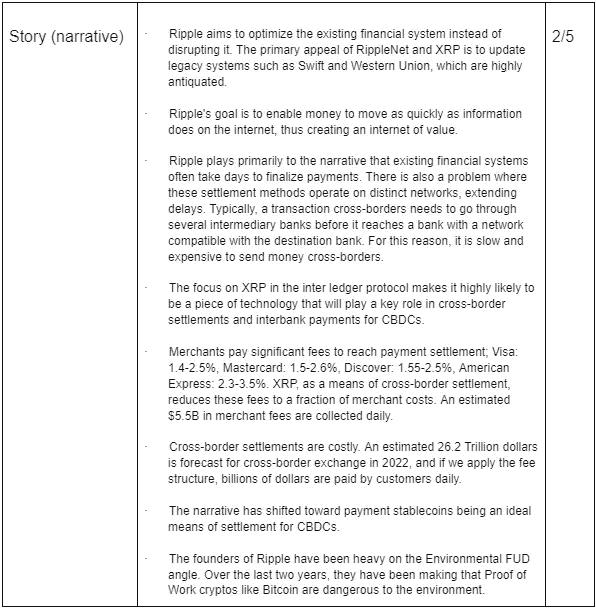 Story (narrative)
2/5
· Ripple aims to optimize the existing financial system instead of
disrupting it. The primary appeal of RippleNet and XRP is to update
legacy systems such as Swift and Western Union, which are highly
antiquated.
· Ripple's goal is to enable money to move as quickly as information
does on the internet, thus creating an internet of value.
· Ripple plays primarily to the narrative that existing financial systems
often take days to finalize payments. There is also a problem where
these settlement methods operate on distinct networks, extending
delays. Typically, a transaction cross-borders needs to go through
several intermediary banks before it reaches a bank with a network
compatible with the destination bank. For this reason, it is slow and
expensive to send money cross-borders.
· The focus on XRP in the inter ledger protocol makes it highly likely to
be a piece of technology that will play a key role in cross-border
settlements and interbank payments for CBDCs.
· Merchants pay significant fees to reach payment settlement; Visa:
1.4-2.5%, Mastercard: 1.5-2.6%, Discover: 1.55-2.5%, American
Express: 2.3-3.5%. XRP, as a means of cross-border settlement,
reduces these fees to a fraction of merchant costs. An estimated
$5.5B in merchant fees are collected daily.
· Cross-border settlements are costly. An estimated 26.2 Trillion dollars
is forecast for cross-border exchange in 2022, and if we apply the fee
structure, billions of dollars are paid by customers daily.
· The narrative has shifted toward payment stablecoins being an ideal
means of settlement for CBDCs.
· The founders of Ripple have been heavy on the Environmental FUD
angle. Over the last two years, they have been making that Proof of
Work cryptos like Bitcoin are dangerous to the environment.